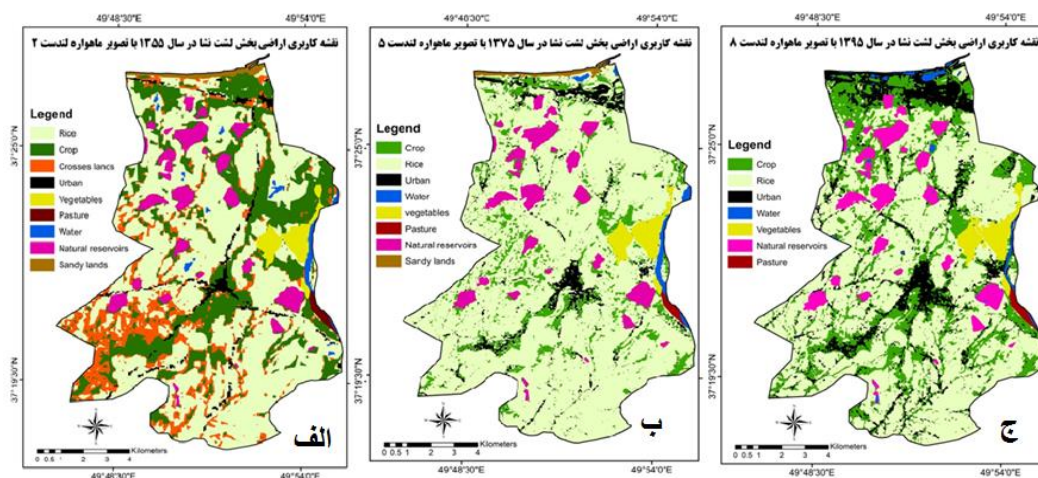 49°48'30"E 49°54'0"E
نقشه کاربری اراضی بخش لشت نشا در سال ۱۳۵۵ با تصویر ماهواره لندست ۲
Legend
Rice
Crop
Crosses lancs
Urban
Vegetables
Pasture
Water
Natural reservoirs
Sandy lands
37°25'0"N
37°19'30"N
الف
Kilometers
0 0.5 1 2 3 4
49°48'30"E 49°54'0"E
49°48'30"E 49°54'0"E
نقشه کاربری اراضی بخش لشت نشا در سال ۱۳۷۵ با تصویر ماهواره لندست ۵
Legend
Crop
Rice
Urban
Water
vegetables
Pasture
Natural reservoirs
Sandy lands
37°25'0"N
37°19'30"N
ب
Kilometers
0 0.5 1 2 3 4
49°48'30"E 49°54'0"E
49°48'30"E 49°54'0"E
نقشه کاربری اراضی بخش لشت نشا در سال ۱۳۹۵ با تصویر ماهواره لندست ۸
Legend
Crop
Rice
Urban
Water
Vegetables
Natural reservoirs
Pasture
37°25'0"N
37°19'30"N
ج
Kilometers
0 0.5 1 2 3 4
49°48'30"E 49°54'0"E